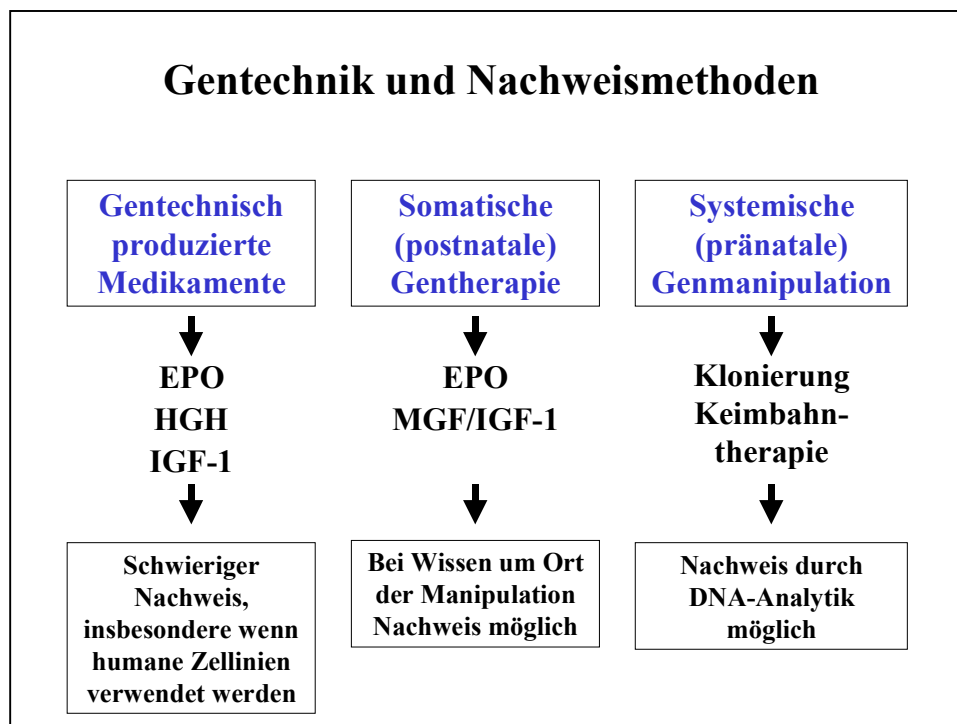 Gentechnik und Nachweismethoden
Gentechnisch
produzierte
Medikamente
EPO
HGH
IGF-1
Schwieriger
Nachweis,
insbesondere wenn
humane Zellinien
verwendet werden
Somatische
(postnatale)
Gentherapie
EPO
MGF/IGF-1
Bei Wissen um Ort
der Manipulation
Nachweis möglich
Systemische
(pränatale)
Genmanipulation
Klonierung
Keimbahn-
therapie
Nachweis durch
DNA-Analytik
möglich